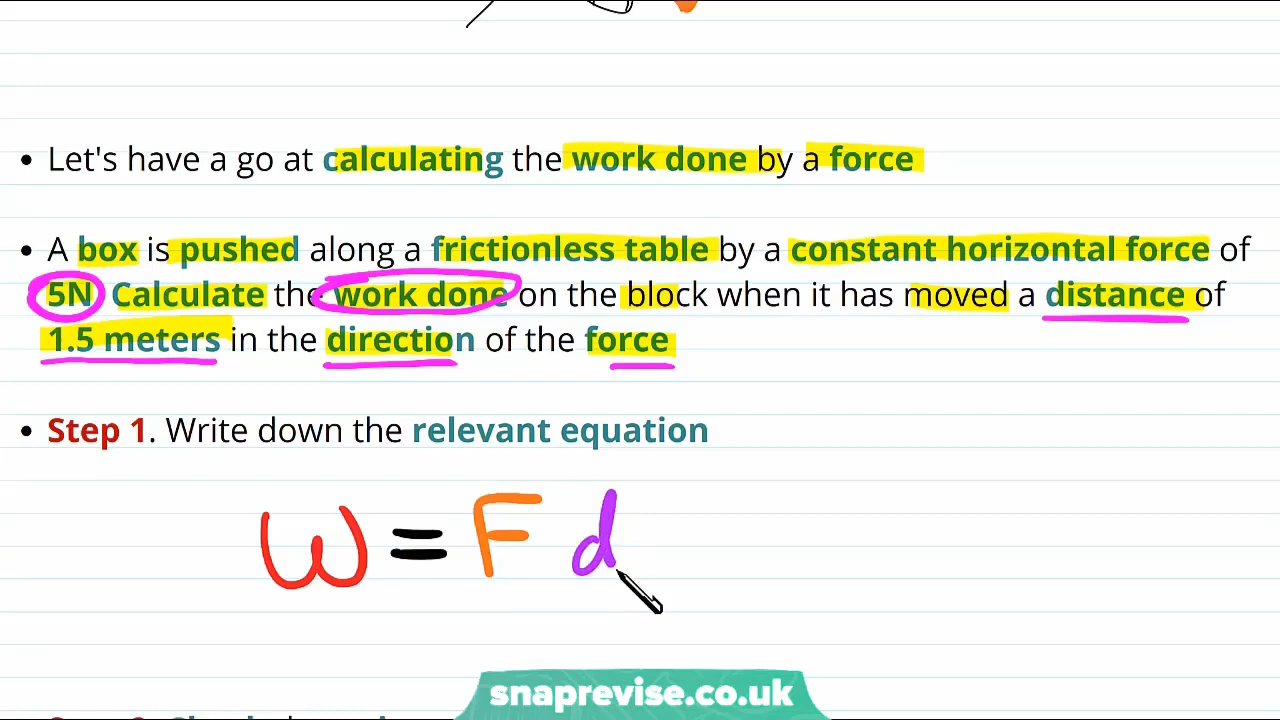 Let's have a go at calculating the work done by a force
A box is pushed along a frictionless table by a constant horizontal force of
5N Calculate the work done on the block when it has moved a distance of
1.5 meters in the direction of the force
Step 1. Write down the relevant equation
W = F d
snaprevise.co.uk